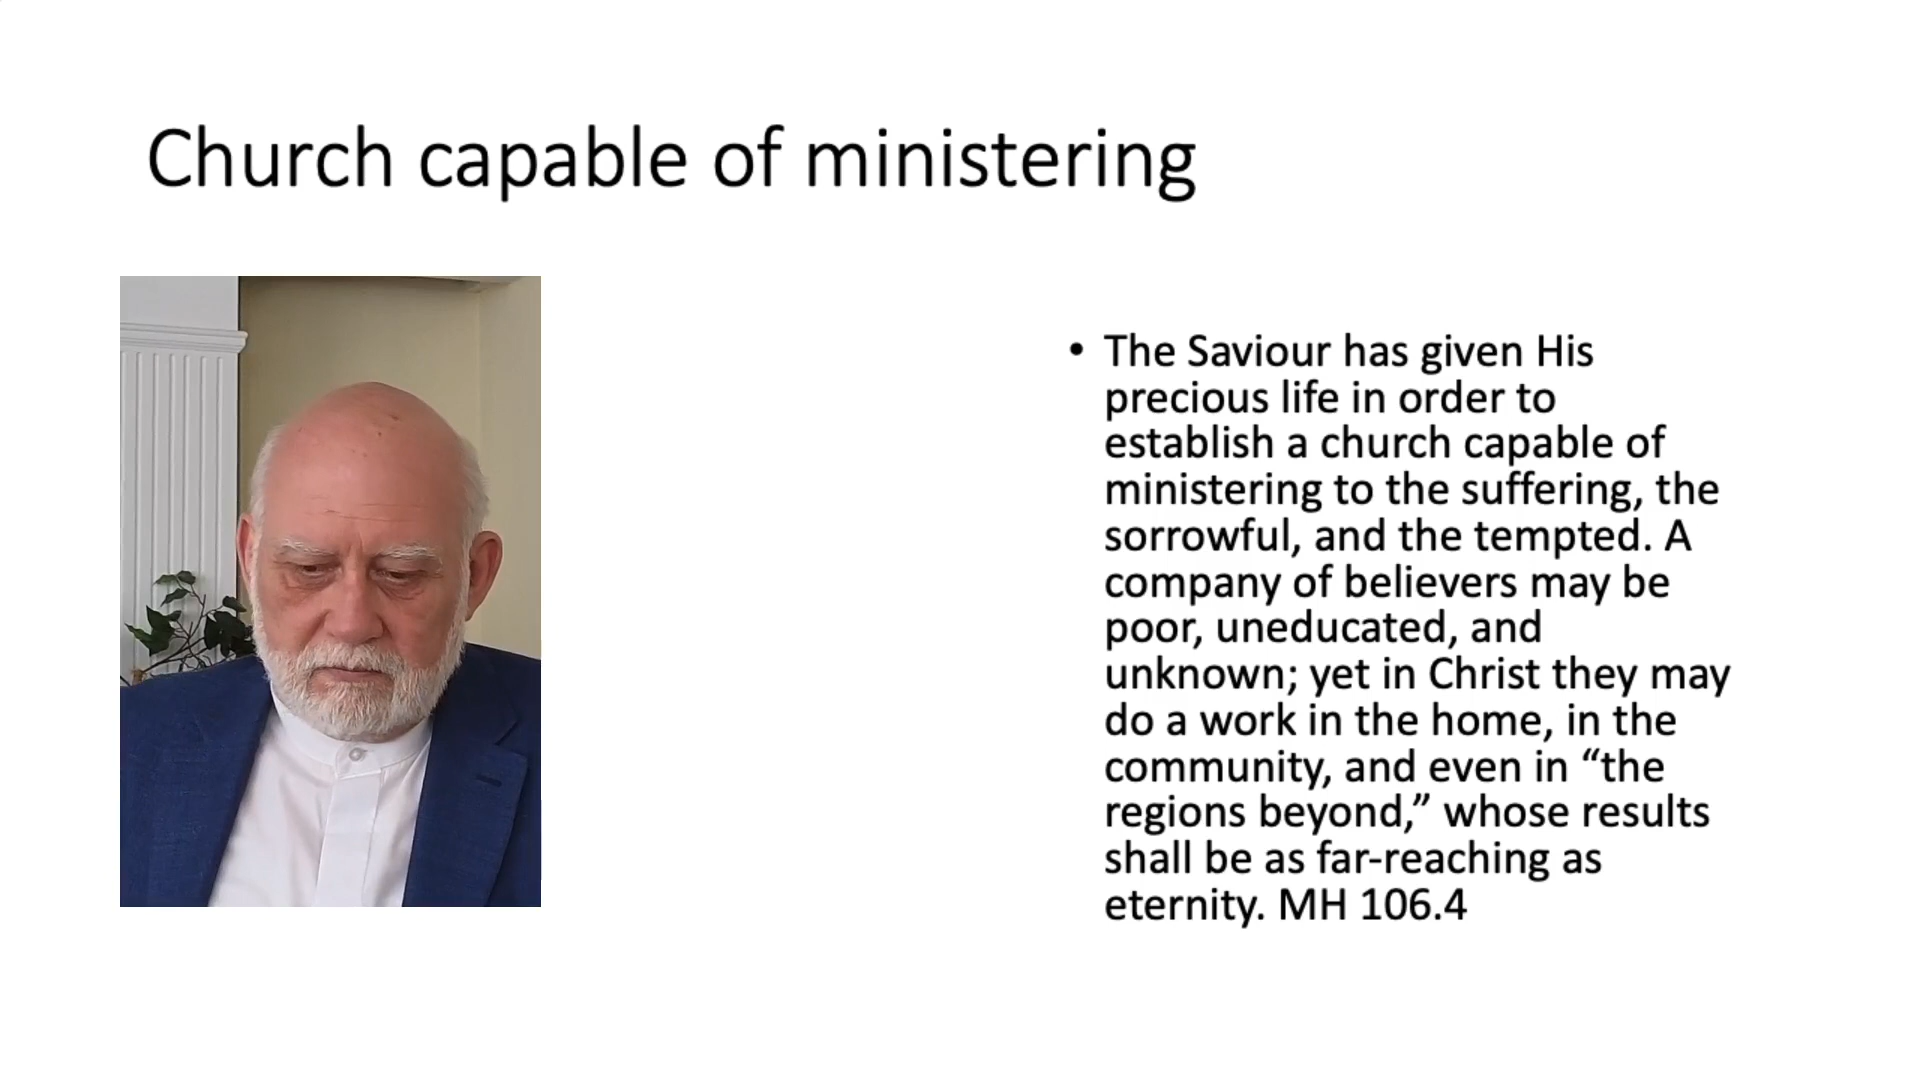 Church capable of ministering
• The Saviour has given His
precious life in order to
establish a church capable of
ministering to the suffering, the
sorrowful, and the tempted. A
company of believers may be
poor, uneducated, and
unknown; yet in Christ they may
do a work in the home, in the
community, and even in “the
regions beyond,” whose results
shall be as far-reaching as
eternity. MH 106.4